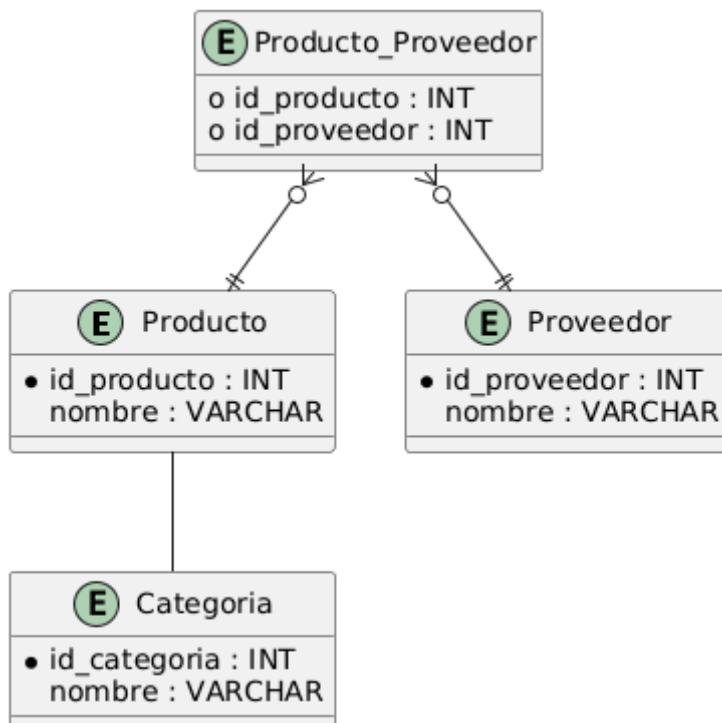 E Producto_Proveedor
o id_producto : INT
o id_proveedor : INT
E Producto
• id_producto : INT
nombre : VARCHAR
E Proveedor
• id_proveedor : INT
nombre : VARCHAR
E Categoria
• id_categoria : INT
nombre : VARCHAR